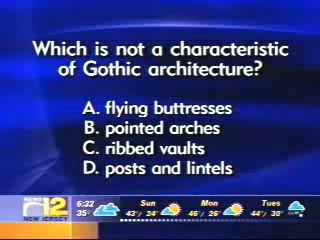 Which is not a characteristic
of Gothic architecture?
A. flying buttresses
B. pointed arches
C. ribbed vaults
D. posts and lintels
NEWS 12
NEW JERSEY
6:32
35°
Sun
43°/ 24°
Mon
46°/ 26°
Tues
44°/ 30°